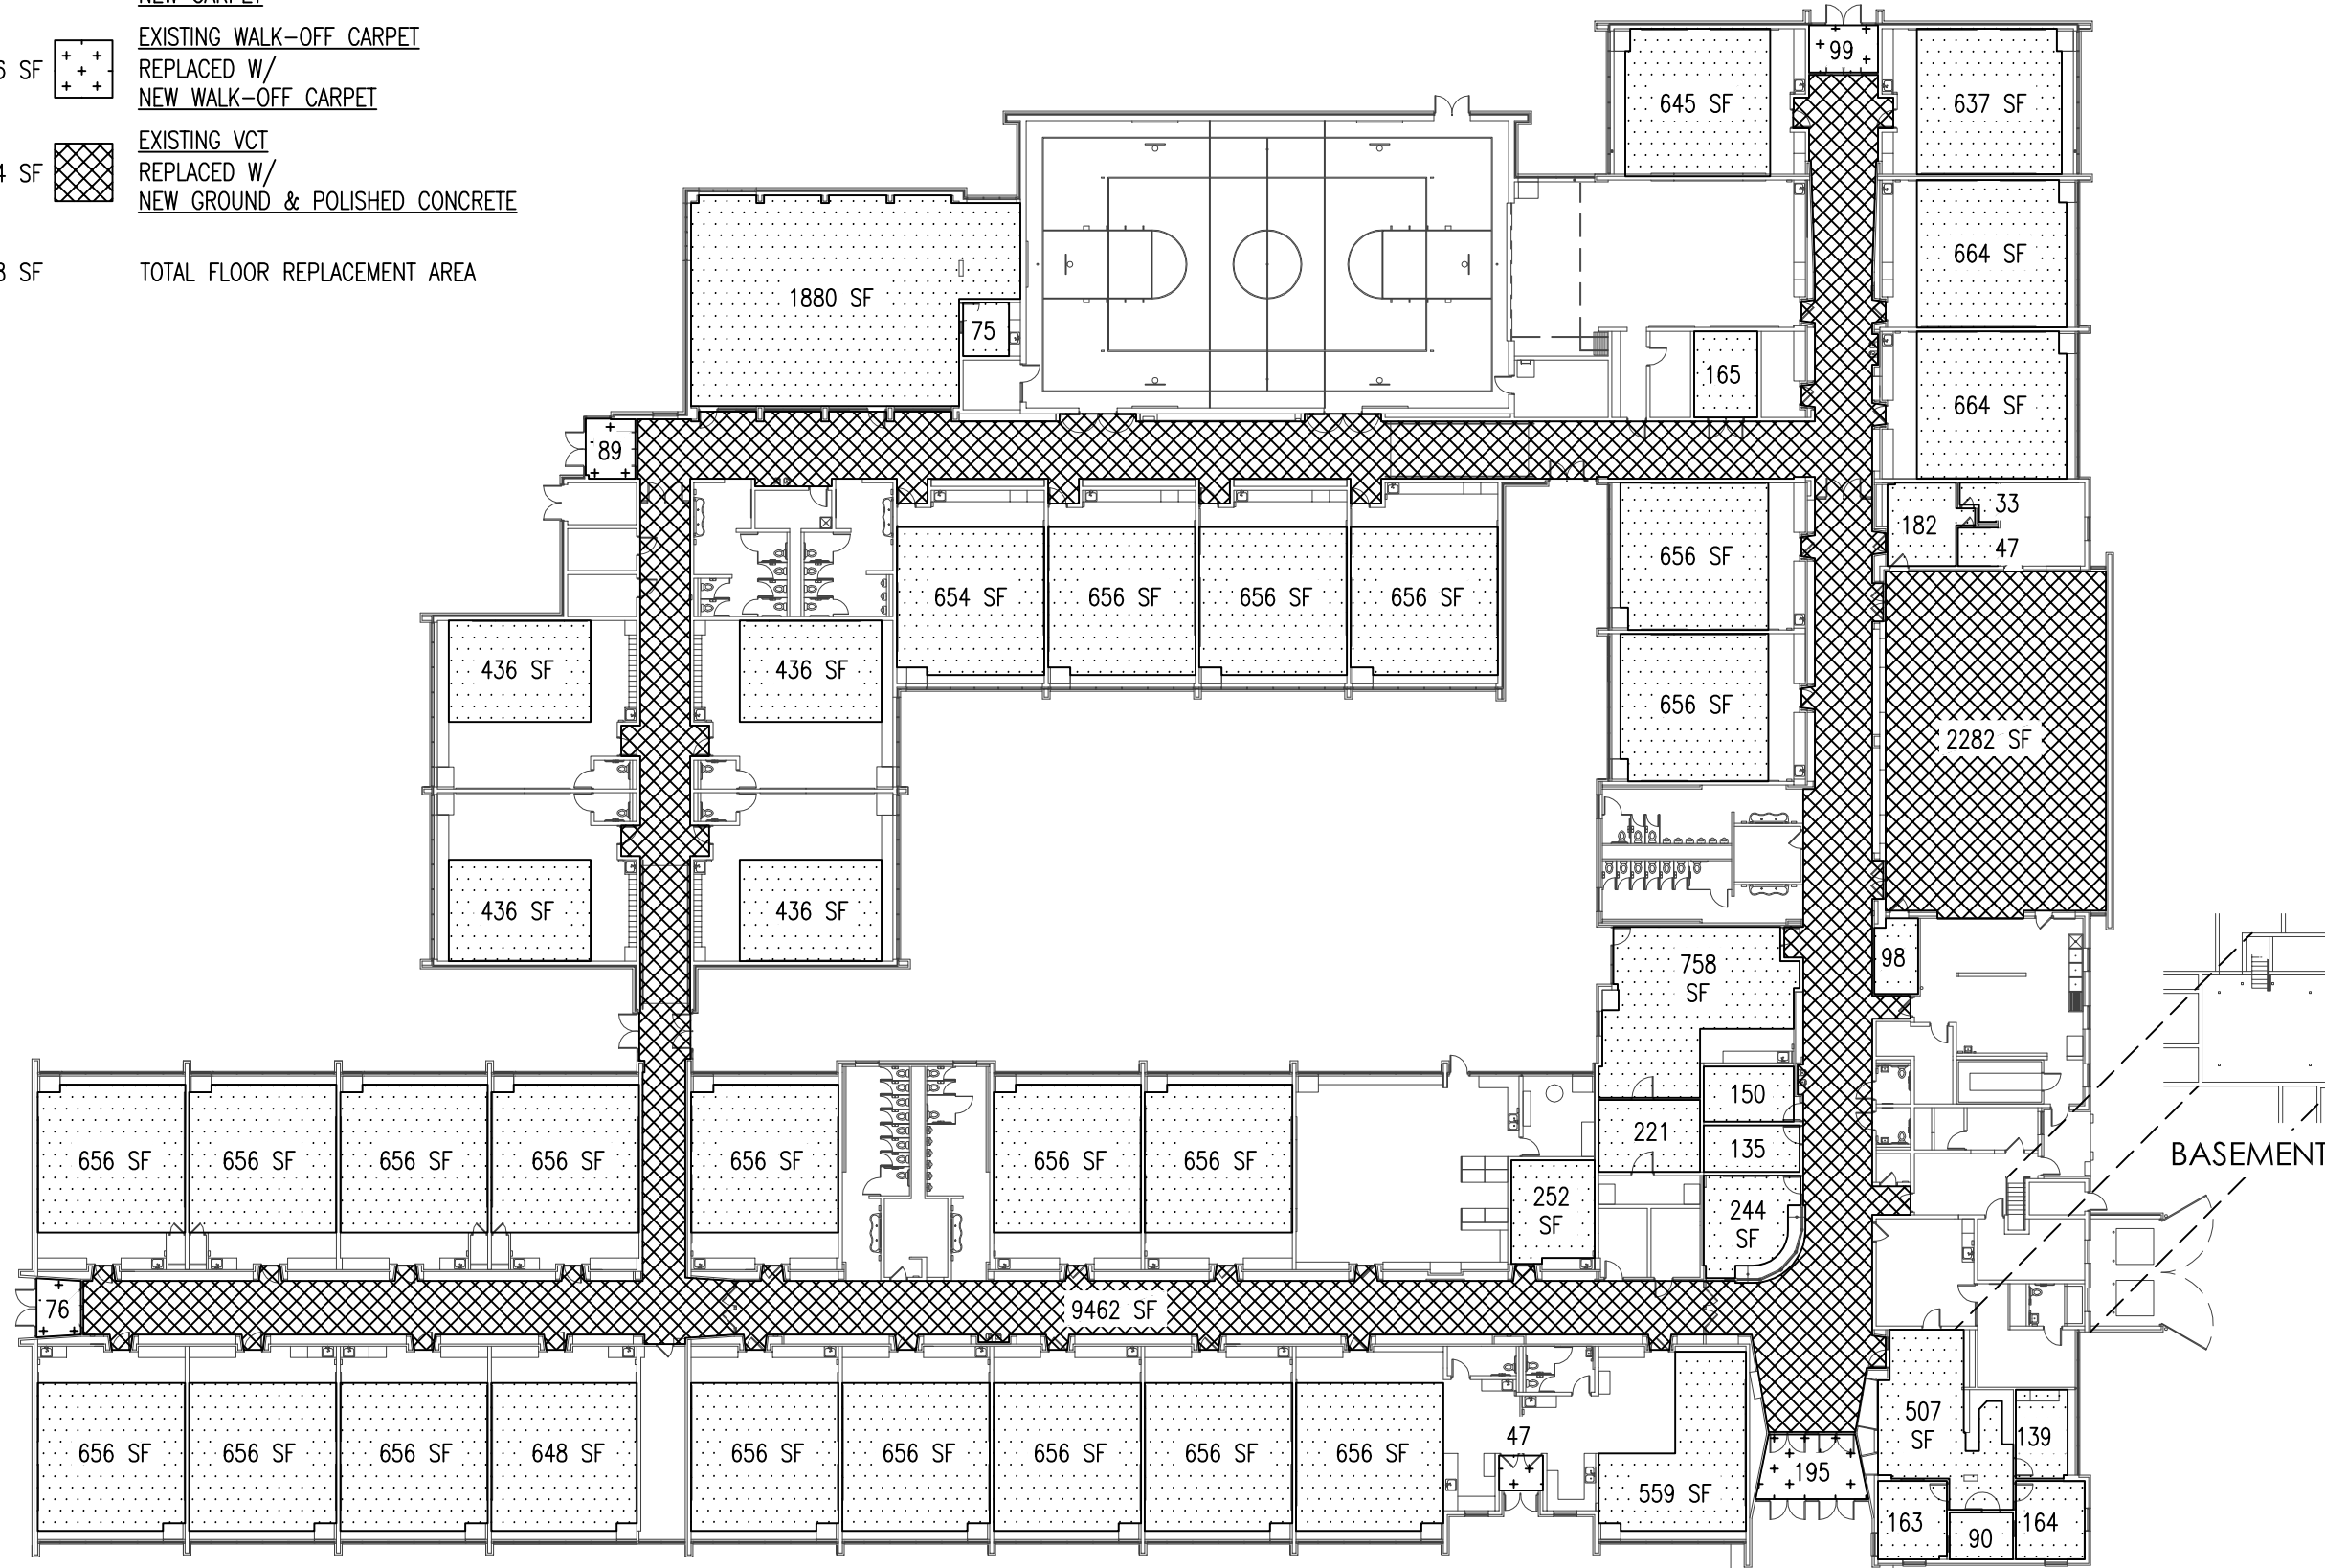 NEW CARPET
6 SF
EXISTING WALK-OFF CARPET
REPLACED W/
NEW WALK-OFF CARPET
4 SF
EXISTING VCT
REPLACED W/
NEW GROUND & POLISHED CONCRETE
8 SF
TOTAL FLOOR REPLACEMENT AREA
99
645 SF
637 SF
664 SF
1880 SF
75
165
664 SF
89
182
33
47
656 SF
654 SF
656 SF
656 SF
656 SF
436 SF
436 SF
656 SF
2282 SF
436 SF
436 SF
98
758
SF
150
221
135
656 SF
656 SF
656 SF
656 SF
656 SF
656 SF
656 SF
252
SF
244
SF
BASEMENT
76
9462 SF
656 SF
656 SF
656 SF
648 SF
656 SF
656 SF
656 SF
656 SF
656 SF
47
559 SF
195
507
SF
139
163
90
164